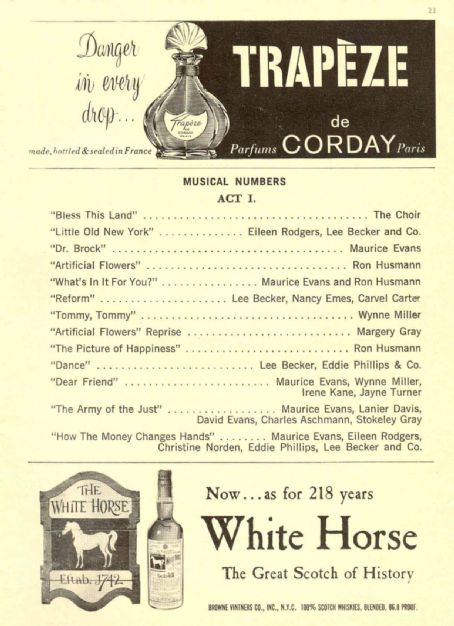 23
Danger
in every
drop...
made, bottled & sealed in France
Trapèze
de
CORDAY
PARIS
TRAPÈZE
de
Parfums CORDAY Paris
MUSICAL NUMBERS
ACT I.
"Bless This Land" ........ The Choir
"Little Old New York" ........ Eileen Rodgers, Lee Becker and Co.
"Dr. Brock" ........ Maurice Evans
"Artificial Flowers" ........ Ron Husmann
"What's In It For You?" ........ Maurice Evans and Ron Husmann
"Reform" ........ Lee Becker, Nancy Emes, Carvel Carter
"Tommy, Tommy" ........ Wynne Miller
"Artificial Flowers" Reprise ........ Margery Gray
"The Picture of Happiness" ........ Ron Husmann
"Dance" ........ Lee Becker, Eddie Phillips & Co.
"Dear Friend" ........ Maurice Evans, Wynne Miller,
Irene Kane, Jayne Turner
"The Army of the Just" ........ Maurice Evans, Lanier Davis,
David Evans, Charles Aschmann, Stokeley Gray
"How The Money Changes Hands" ........ Maurice Evans, Eileen Rodgers,
Christine Norden, Eddie Phillips, Lee Becker and Co.
THE
WHITE HORSE
Estab. 1742
Now...as for 218 years
White Horse
The Great Scotch of History
BROWNE VINTNERS CO., INC., N.Y.C. 100% SCOTCH WHISKIES, BLENDED, 86.8 PROOF.